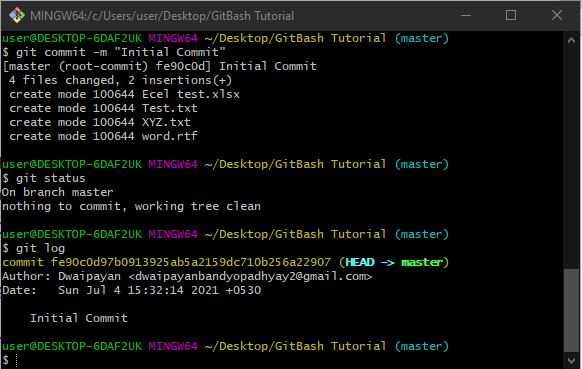 MINGW64:/c/Users/user/Desktop/GitBash Tutorial
user@DESKTOP-6DAF2UK MINGW64 ~/Desktop/GitBash Tutorial (master)
$ git commit -m "Initial Commit"
[master (root-commit) fe90c0d] Initial Commit
 4 files changed, 2 insertions(+)
 create mode 100644 Ecel test.xlsx
 create mode 100644 Test.txt
 create mode 100644 XYZ.txt
 create mode 100644 word.rtf
user@DESKTOP-6DAF2UK MINGW64 ~/Desktop/GitBash Tutorial (master)
$ git status
On branch master
nothing to commit, working tree clean
user@DESKTOP-6DAF2UK MINGW64 ~/Desktop/GitBash Tutorial (master)
$ git log
commit fe90c0d97b0913925ab5a2159dc710b256a22907 (HEAD -> master)
Author: Dwaipayan <dwaipayanbandyopadhyay2@gmail.com>
Date:   Sun Jul 4 15:32:14 2021 +0530
    Initial Commit
user@DESKTOP-6DAF2UK MINGW64 ~/Desktop/GitBash Tutorial (master)
$